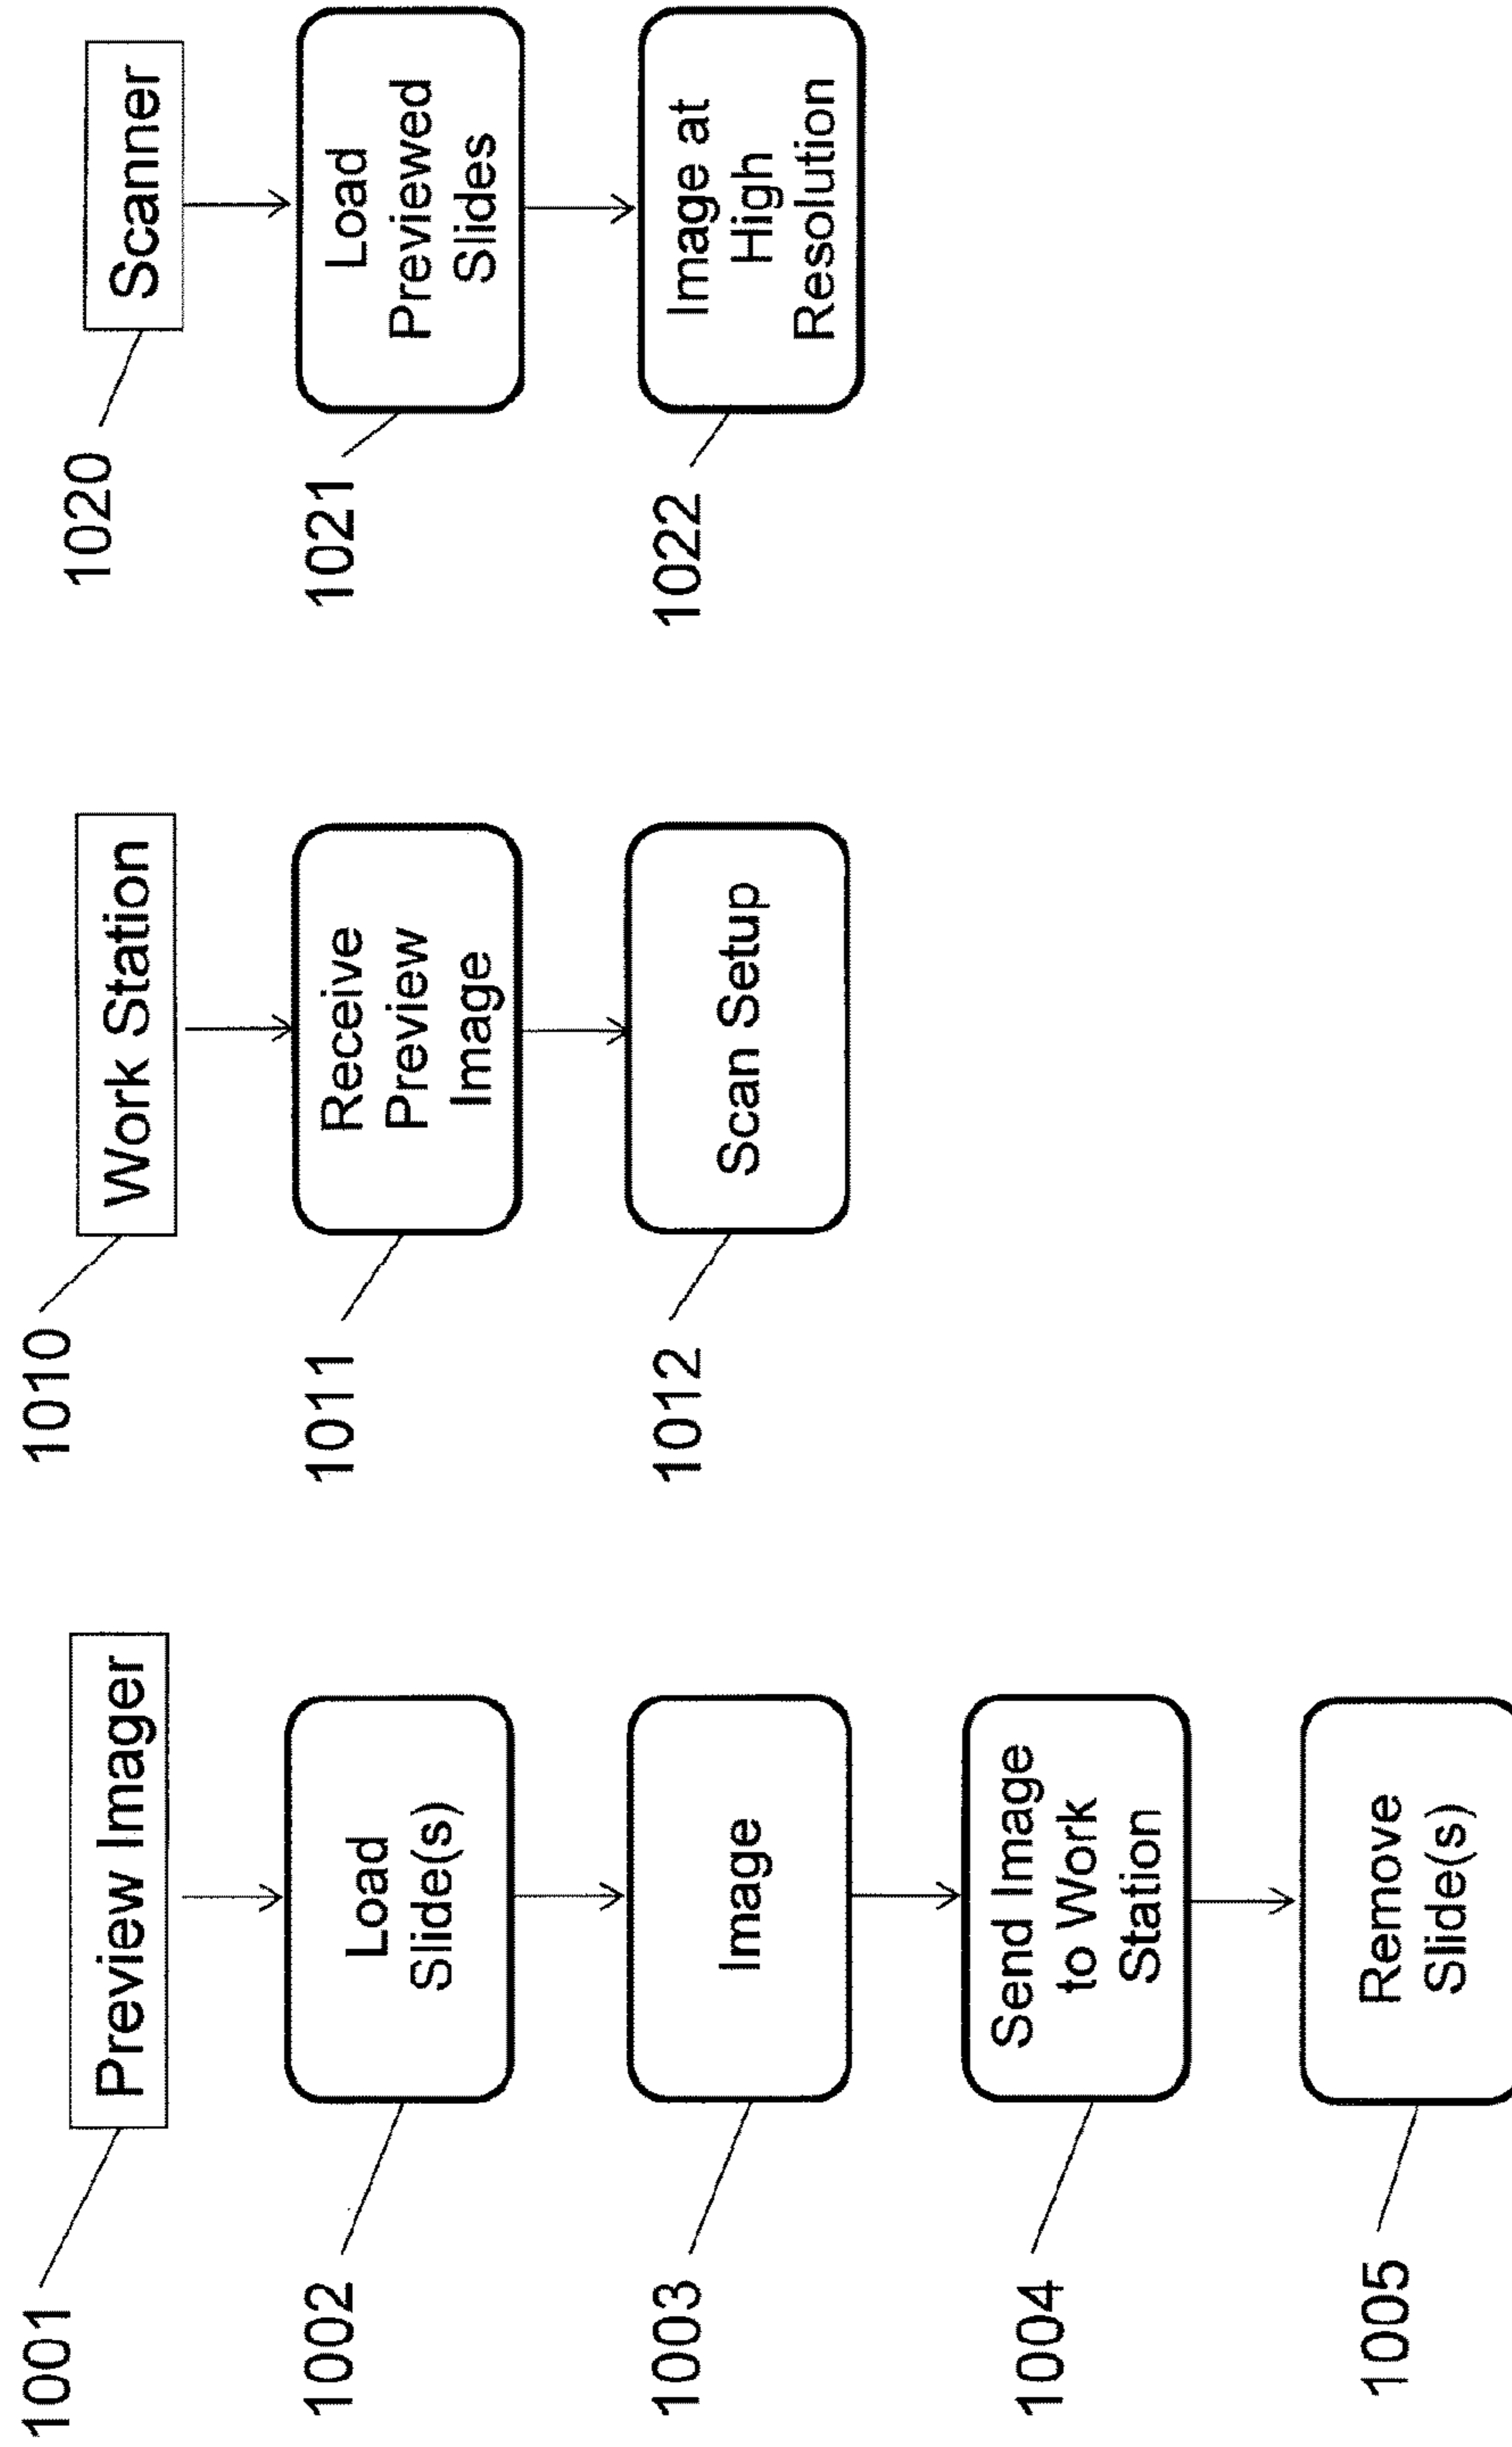 1001
Preview Imager
1002
Load
Slide(s)
1003
Image
1004
Send Image
to Work
Station
1005
Remove
Slide(s)
1010
Work Station
1011
Receive
Preview
Image
1012
Scan Setup
1020
Scanner
1021
Load
Previewed
Slides
1022
Image at
High
Resolution